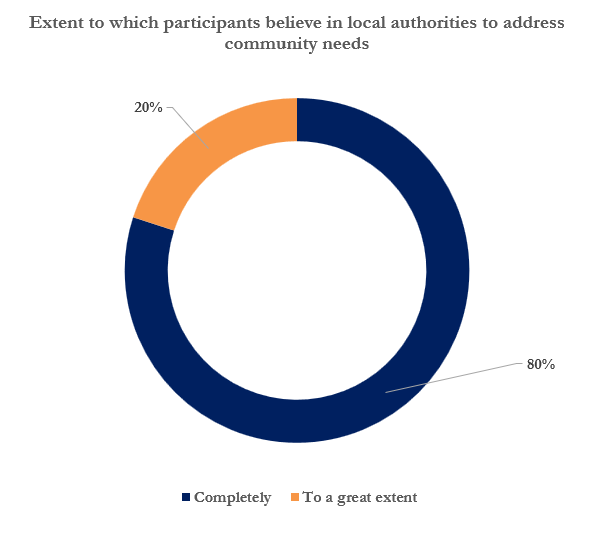 Extent to which participants believe in local authorities to address
community needs
20%
80%
Completely To a great extent